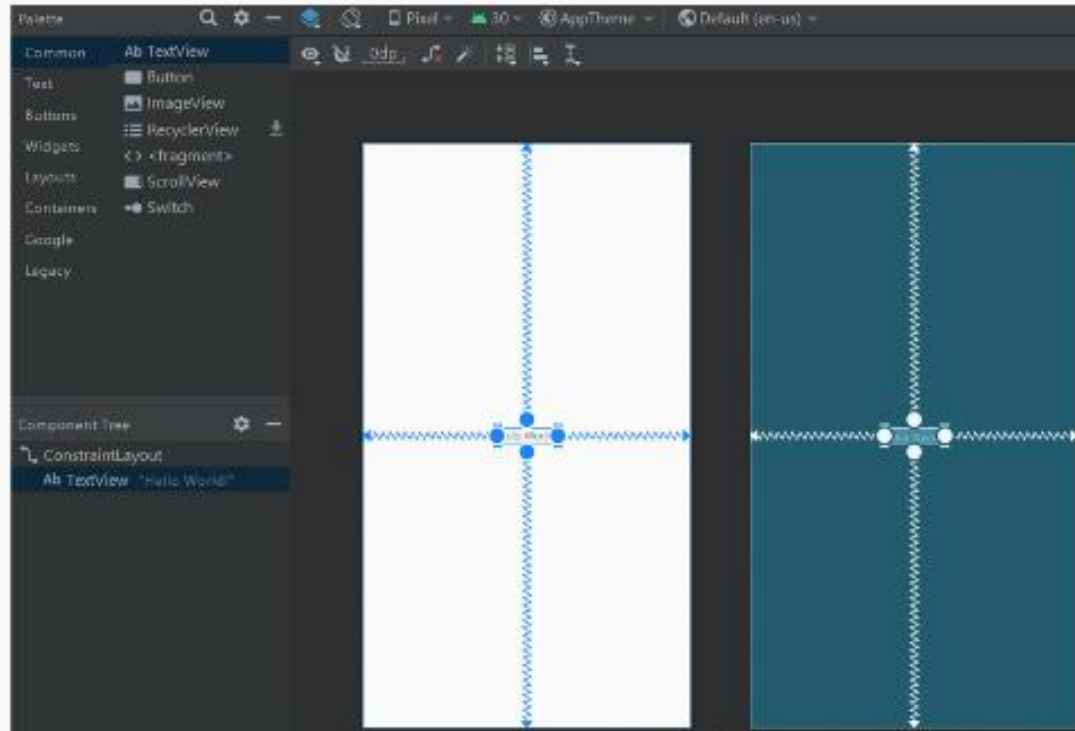 Palette
Pixel
30
AppTheme
Default (en-us)
Common
Text
Buttons
Widgets
Layouts
Containers
Google
Legacy
Ab TextView
Button
ImageView
RecyclerView
<fragment>
ScrollView
Switch
0dp
Component Tree
ConstraintLayout
Ab TextView "Hello World!"